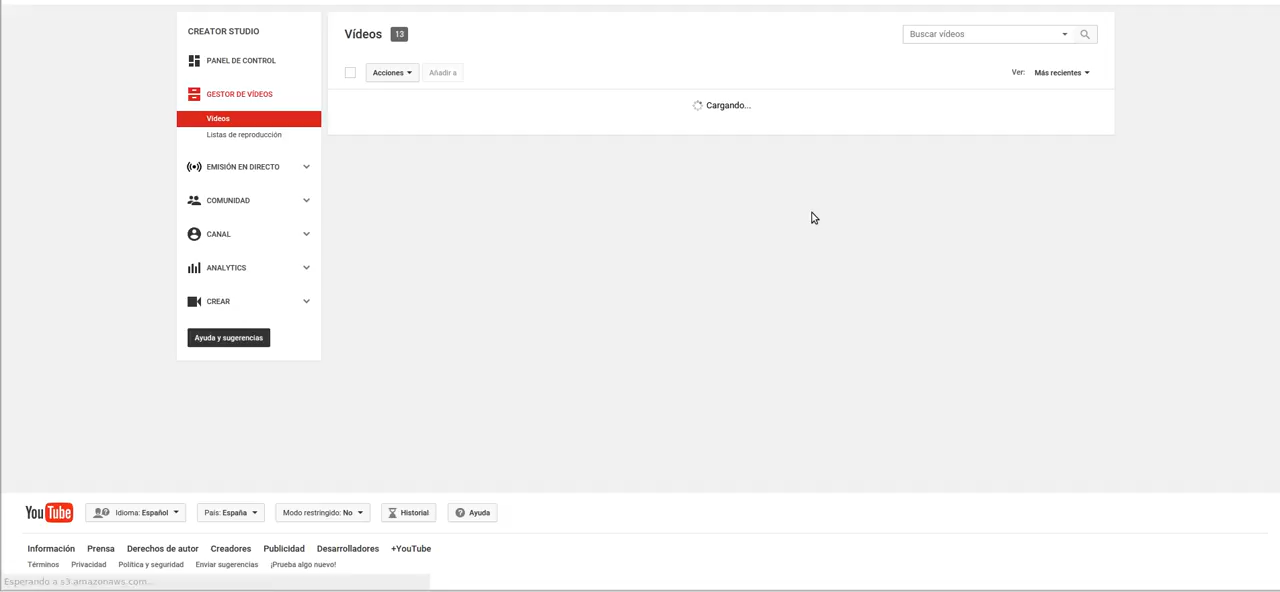 CREATOR STUDIO
PANEL DE CONTROL
GESTOR DE VÍDEOS
Vídeos
Listas de reproducción
EMISIÓN EN DIRECTO
COMUNIDAD
CANAL
ANALYTICS
CREAR
Ayuda y sugerencias
Vídeos 13
Buscar vídeos
Acciones Añadir a
Ver: Más recientes
Cargando...
YouTube Idioma: Español País: España Modo restringido: No Historial Ayuda
Información Prensa Derechos de autor Creadores Publicidad Desarrolladores +YouTube
Términos Privacidad Política y seguridad Enviar sugerencias ¡Prueba algo nuevo!
Esperando a s3.amazonaws.com...